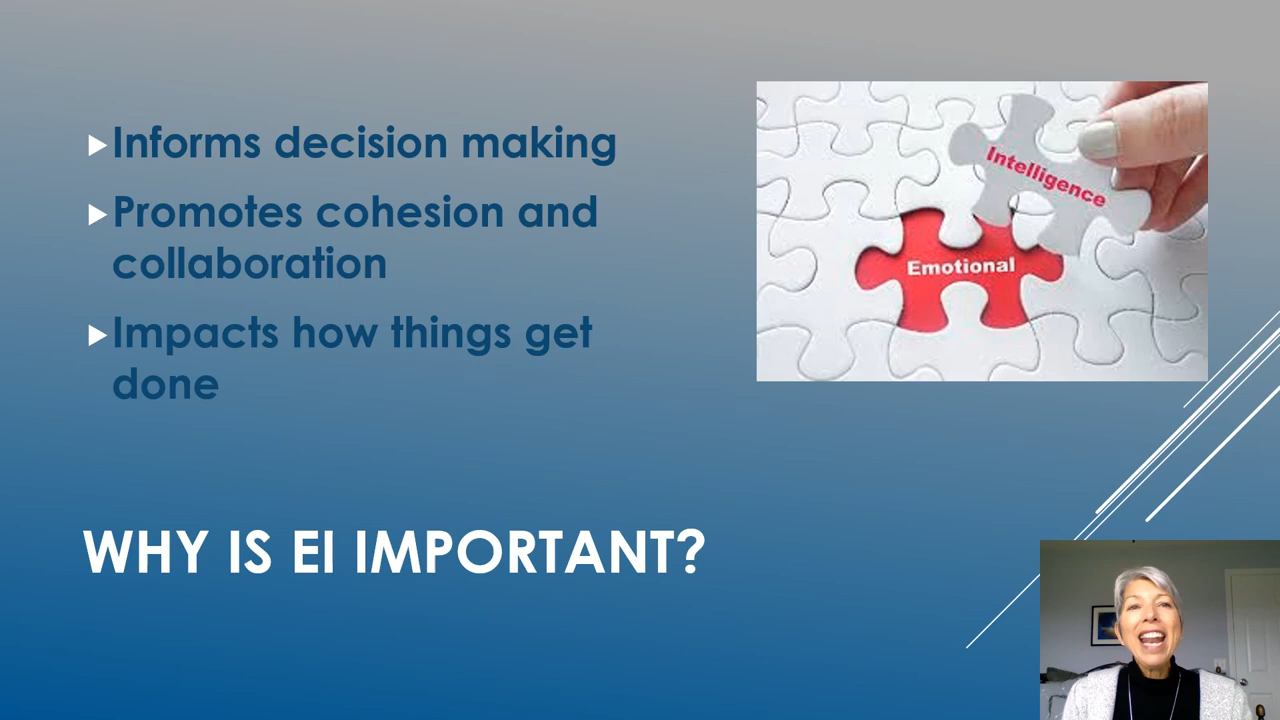 Informs decision making
Promotes cohesion and
collaboration
Impacts how things get
done
Intelligence
Emotional
WHY IS EI IMPORTANT?